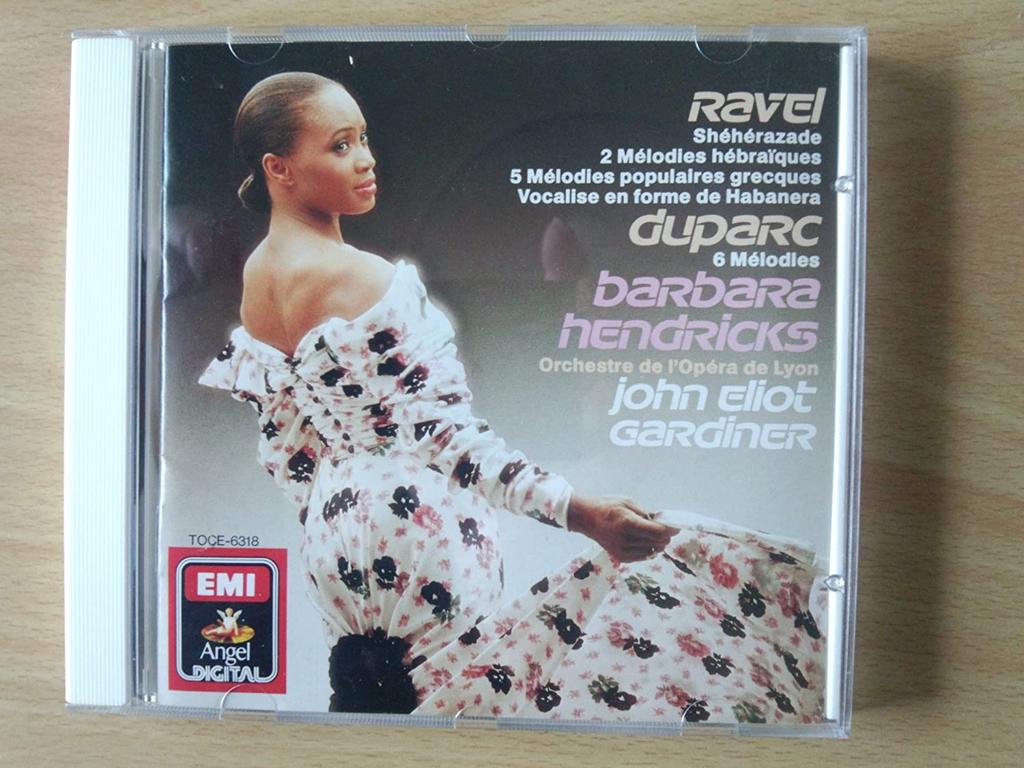 Ravel
Shéhérazade
2 Mélodies hébraïques
5 Mélodies populaires grecques
Vocalise en forme de Habanera
duparc
6 Mélodies
barbara
hendricks
Orchestre de l'Opéra de Lyon
john Eliot
Gardiner
TOCE-6318
EMI
Angel
DIGITAL